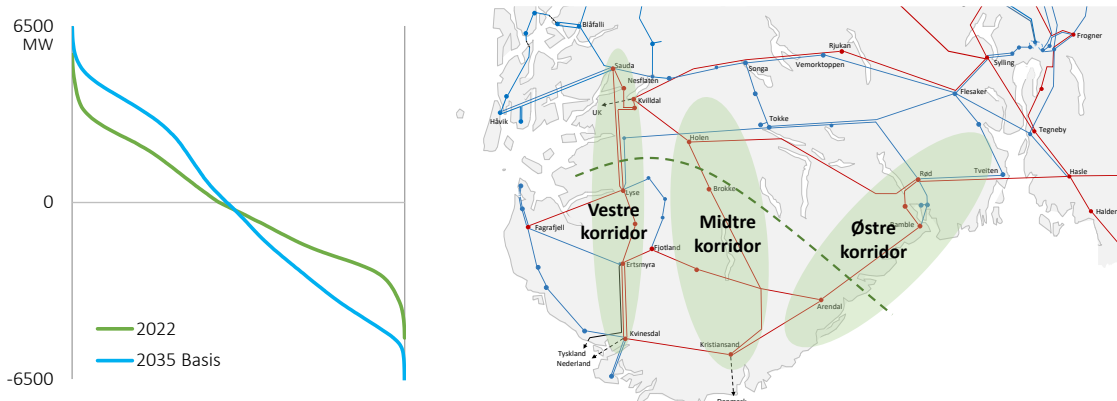 6500
MW
0
2022
2035 Basis
-6500
Blåfalli
Frogner
Rjukan
Sylling
Sauda
Songa
Vemorktoppen
Nesflaten
Kvilldal
Flesaker
UK
Håvik
Tokke
Tegneby
Holen
Rød
Tveiten
Hasle
Lyse
Brokke
Halden
Vestre
korridor
Midtre
korridor
Østre
korridor
Fagrafjell
Bamble
Fjotland
Ertsmyra
Arendal
Kvinesdal
Kristiansand
Tyskland
Nederland
Danmark